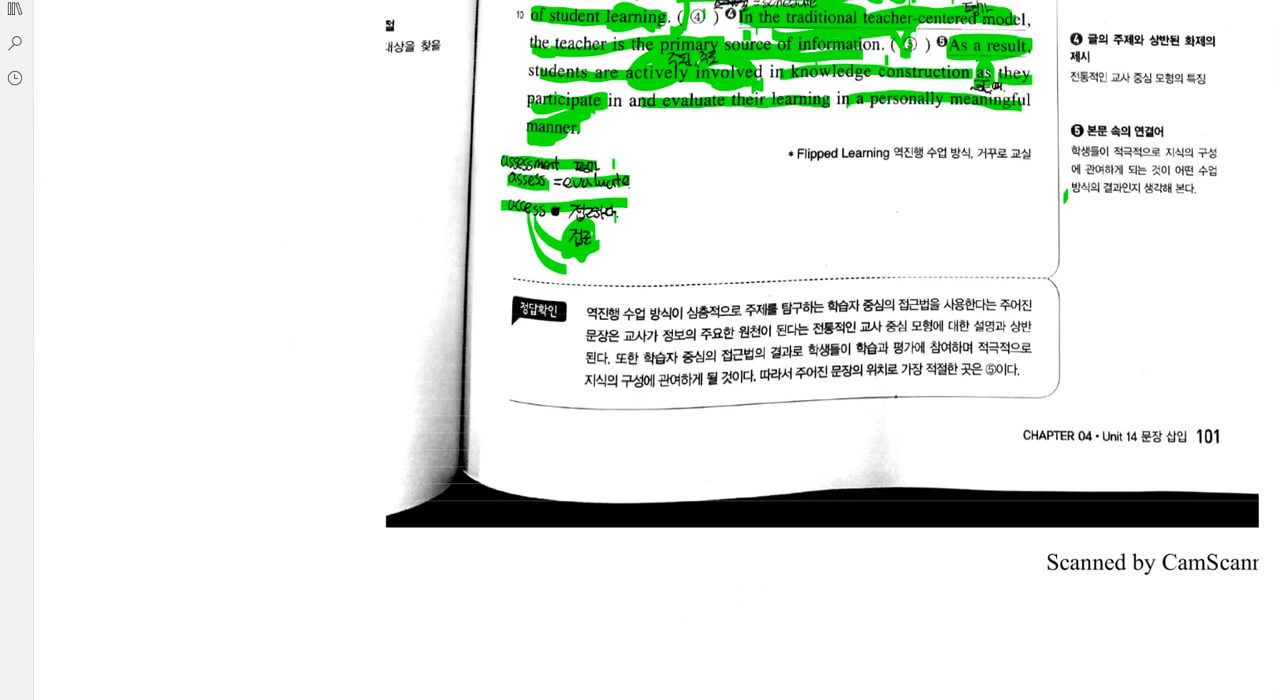 절
대상을 찾을
10 of student learning. ( ④ ) ❹In the traditional teacher-centered model,
the teacher is the primary source of information. ( ⑤ ) ❺As a result,
주된, 주요
students are actively involved in knowledge construction as they
participate in and evaluate their learning in a personally meaningful
manner.
* Flipped Learning 역진행 수업 방식, 거꾸로 교실
assessment 평가
assess = evaluate
access 접근하다
접근
❹ 글의 주제와 상반된 화제의
제시
전통적인 교사 중심 모형의 특징
❺ 본문 속의 연결어
학생들이 적극적으로 지식의 구성
에 관여하게 되는 것이 어떤 수업
방식의 결과인지 생각해 본다.
정답확인
역진행 수업 방식이 심층적으로 주제를 탐구하는 학습자 중심의 접근법을 사용한다는 주어진
문장은 교사가 정보의 주요한 원천이 된다는 전통적인 교사 중심 모형에 대한 설명과 상반
된다. 또한 학습자 중심의 접근법의 결과로 학생들이 학습과 평가에 참여하며 적극적으로
지식의 구성에 관여하게 될 것이다. 따라서 주어진 문장의 위치로 가장 적절한 곳은 ⑤이다.
CHAPTER 04 • Unit 14 문장 삽입 101
Scanned by CamScann